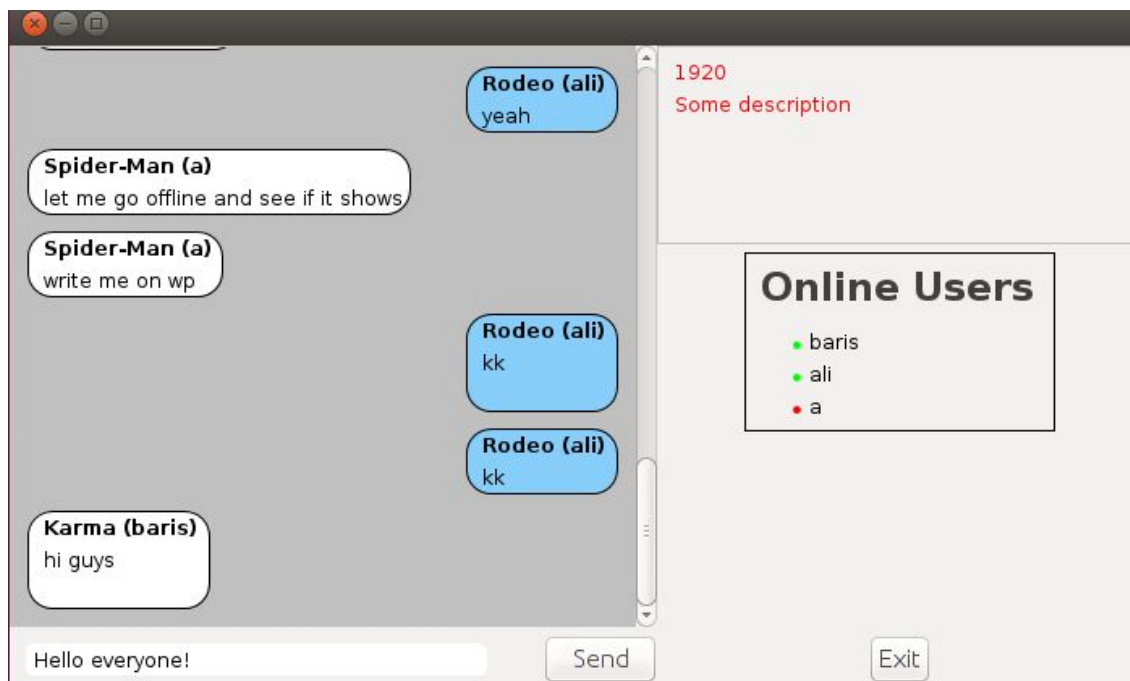 Rodeo (ali)
yeah
Spider-Man (a)
let me go offline and see if it shows
Spider-Man (a)
write me on wp
Rodeo (ali)
kk
Rodeo (ali)
kk
Karma (baris)
hi guys
Hello everyone!
Send
1920
Some description
Online Users
baris
ali
a
Exit